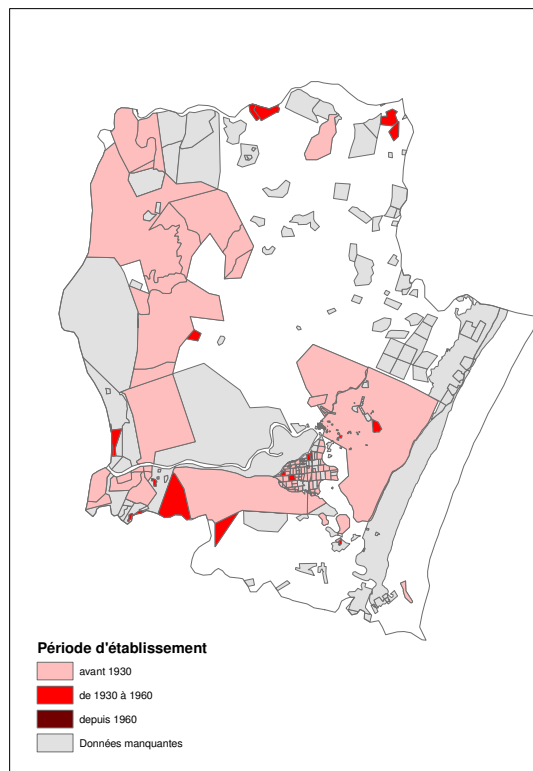 Période d'établissement
avant 1930
de 1930 à 1960
depuis 1960
Données manquantes